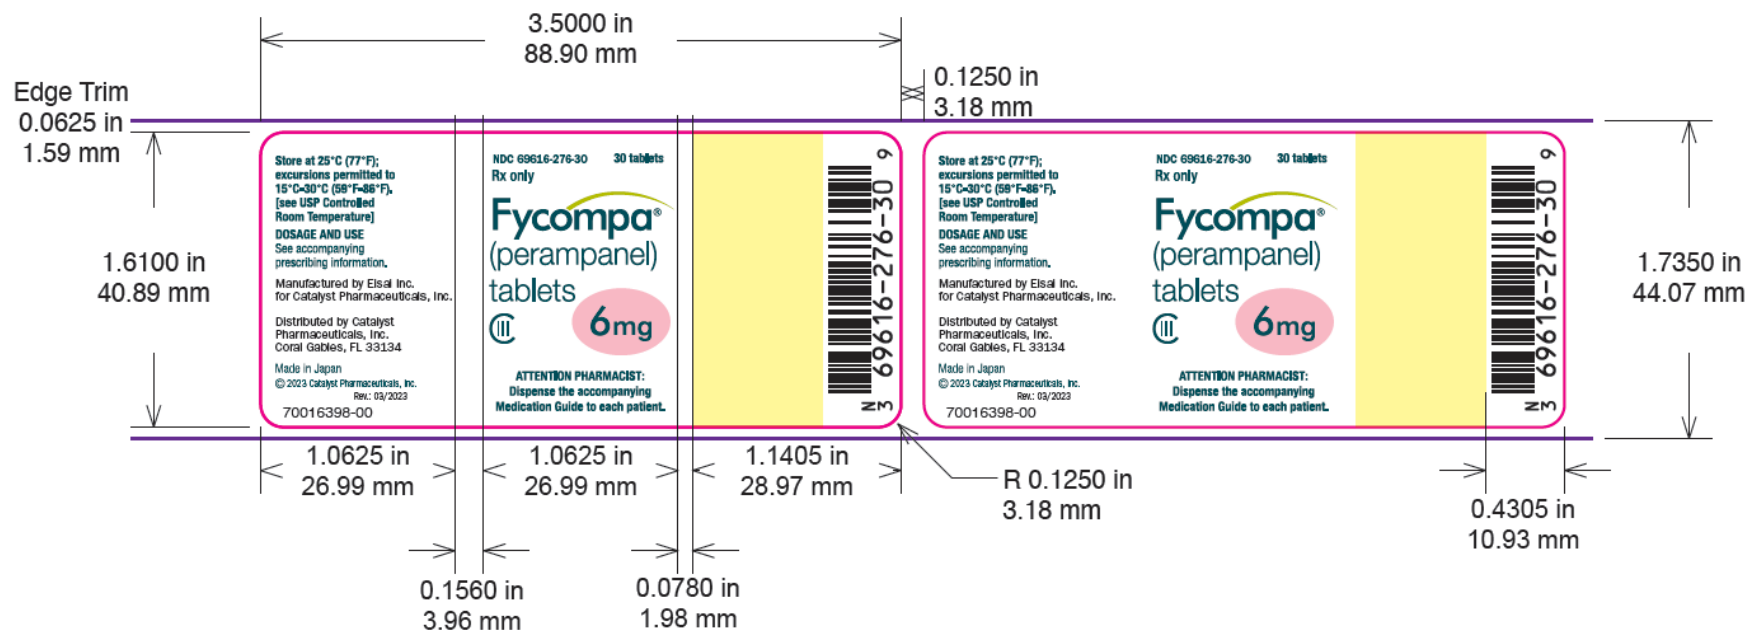 3.5000 in
88.90 mm
0.1250 in
3.18 mm
Edge Trim
0.0625 in
1.59 mm
1.6100 in
40.89 mm
Store at 25°C (77°F);
excursions permitted to
15°C-30°C (59°F-86°F).
[see USP Controlled
Room Temperature]
DOSAGE AND USE
See accompanying
prescribing information.
Manufactured by Eisai Inc.
for Catalyst Pharmaceuticals, Inc.
Distributed by Catalyst
Pharmaceuticals, Inc.
Coral Gables, FL 33134
Made in Japan
© 2023 Catalyst Pharmaceuticals, Inc.
Rev.: 03/2023
70016398-00
NDC 69616-276-30 30 tablets
Rx only
Fycompa®
(perampanel)
tablets
CIII
6mg
ATTENTION PHARMACIST:
Dispense the accompanying
Medication Guide to each patient.
N
3 69616-276-30 9
Store at 25°C (77°F);
excursions permitted to
15°C-30°C (59°F-86°F).
[see USP Controlled
Room Temperature]
DOSAGE AND USE
See accompanying
prescribing information.
Manufactured by Eisai Inc.
for Catalyst Pharmaceuticals, Inc.
Distributed by Catalyst
Pharmaceuticals, Inc.
Coral Gables, FL 33134
Made in Japan
© 2023 Catalyst Pharmaceuticals, Inc.
Rev.: 03/2023
70016398-00
NDC 69616-276-30 30 tablets
Rx only
Fycompa®
(perampanel)
tablets
CIII
6mg
ATTENTION PHARMACIST:
Dispense the accompanying
Medication Guide to each patient.
N
3 69616-276-30 9
1.7350 in
44.07 mm
1.0625 in
26.99 mm
1.0625 in
26.99 mm
1.1405 in
28.97 mm
R 0.1250 in
3.18 mm
0.4305 in
10.93 mm
0.1560 in
3.96 mm
0.0780 in
1.98 mm